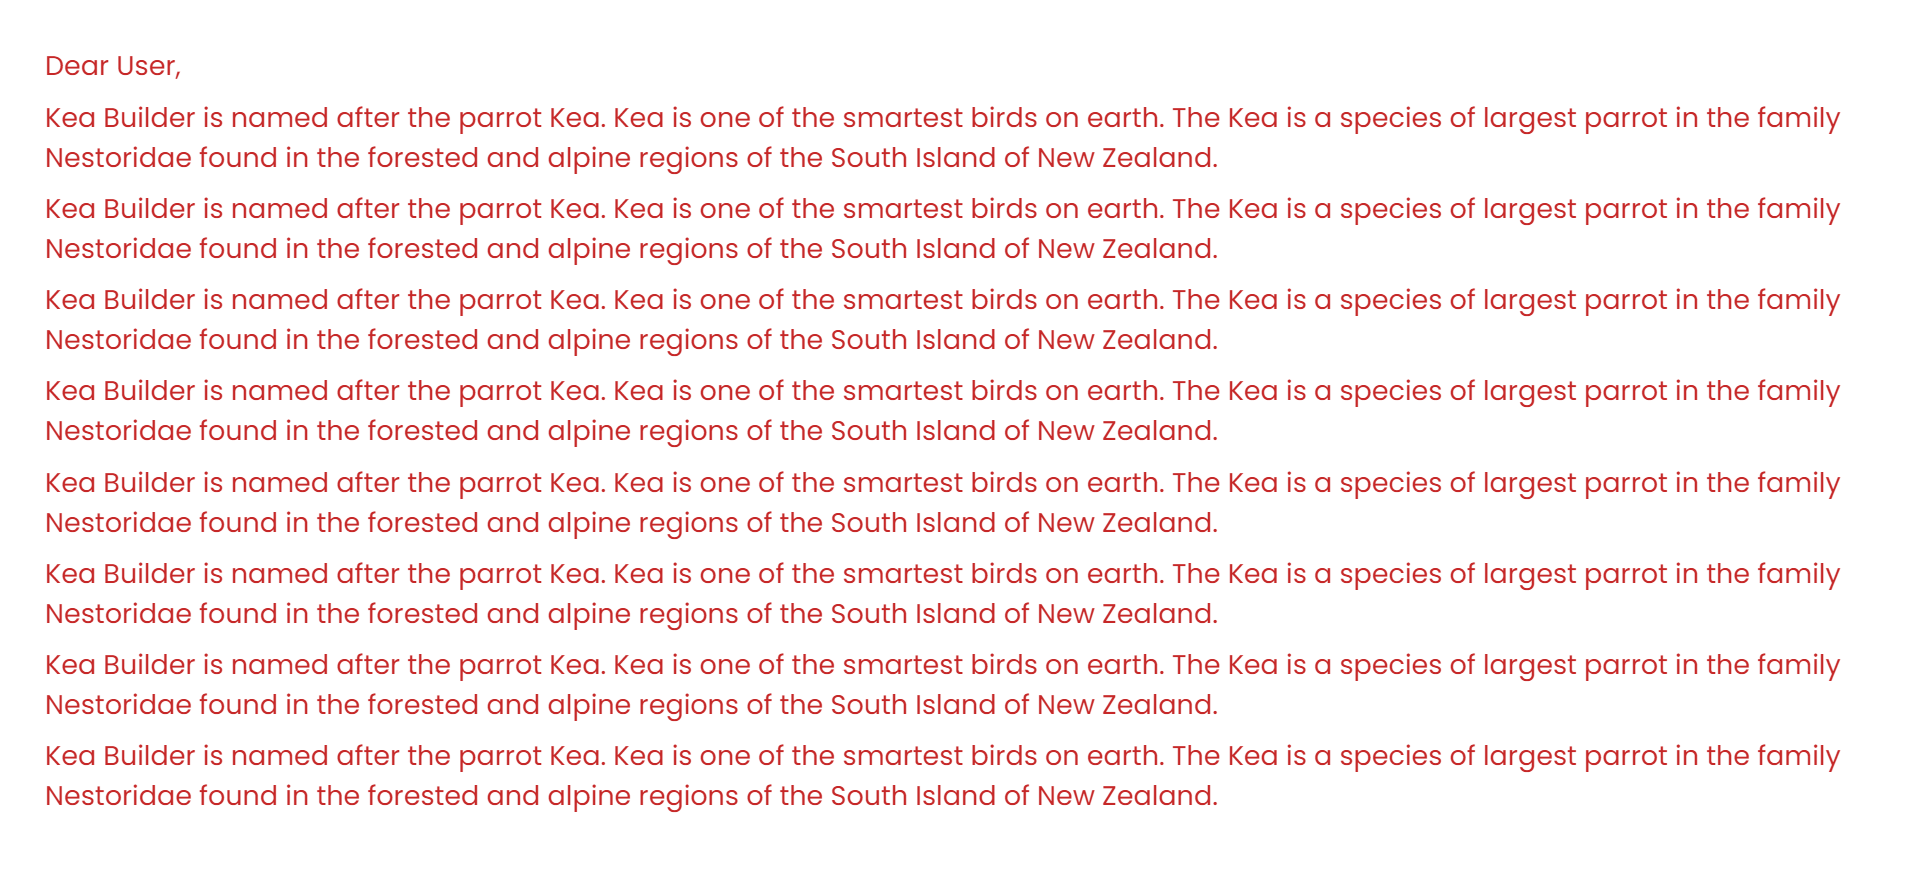 Dear User,
Kea Builder is named after the parrot Kea. Kea is one of the smartest birds on earth. The Kea is a species of largest parrot in the family
Nestoridae found in the forested and alpine regions of the South Island of New Zealand.
Kea Builder is named after the parrot Kea. Kea is one of the smartest birds on earth. The Kea is a species of largest parrot in the family
Nestoridae found in the forested and alpine regions of the South Island of New Zealand.
Kea Builder is named after the parrot Kea. Kea is one of the smartest birds on earth. The Kea is a species of largest parrot in the family
Nestoridae found in the forested and alpine regions of the South Island of New Zealand.
Kea Builder is named after the parrot Kea. Kea is one of the smartest birds on earth. The Kea is a species of largest parrot in the family
Nestoridae found in the forested and alpine regions of the South Island of New Zealand.
Kea Builder is named after the parrot Kea. Kea is one of the smartest birds on earth. The Kea is a species of largest parrot in the family
Nestoridae found in the forested and alpine regions of the South Island of New Zealand.
Kea Builder is named after the parrot Kea. Kea is one of the smartest birds on earth. The Kea is a species of largest parrot in the family
Nestoridae found in the forested and alpine regions of the South Island of New Zealand.
Kea Builder is named after the parrot Kea. Kea is one of the smartest birds on earth. The Kea is a species of largest parrot in the family
Nestoridae found in the forested and alpine regions of the South Island of New Zealand.
Kea Builder is named after the parrot Kea. Kea is one of the smartest birds on earth. The Kea is a species of largest parrot in the family
Nestoridae found in the forested and alpine regions of the South Island of New Zealand.